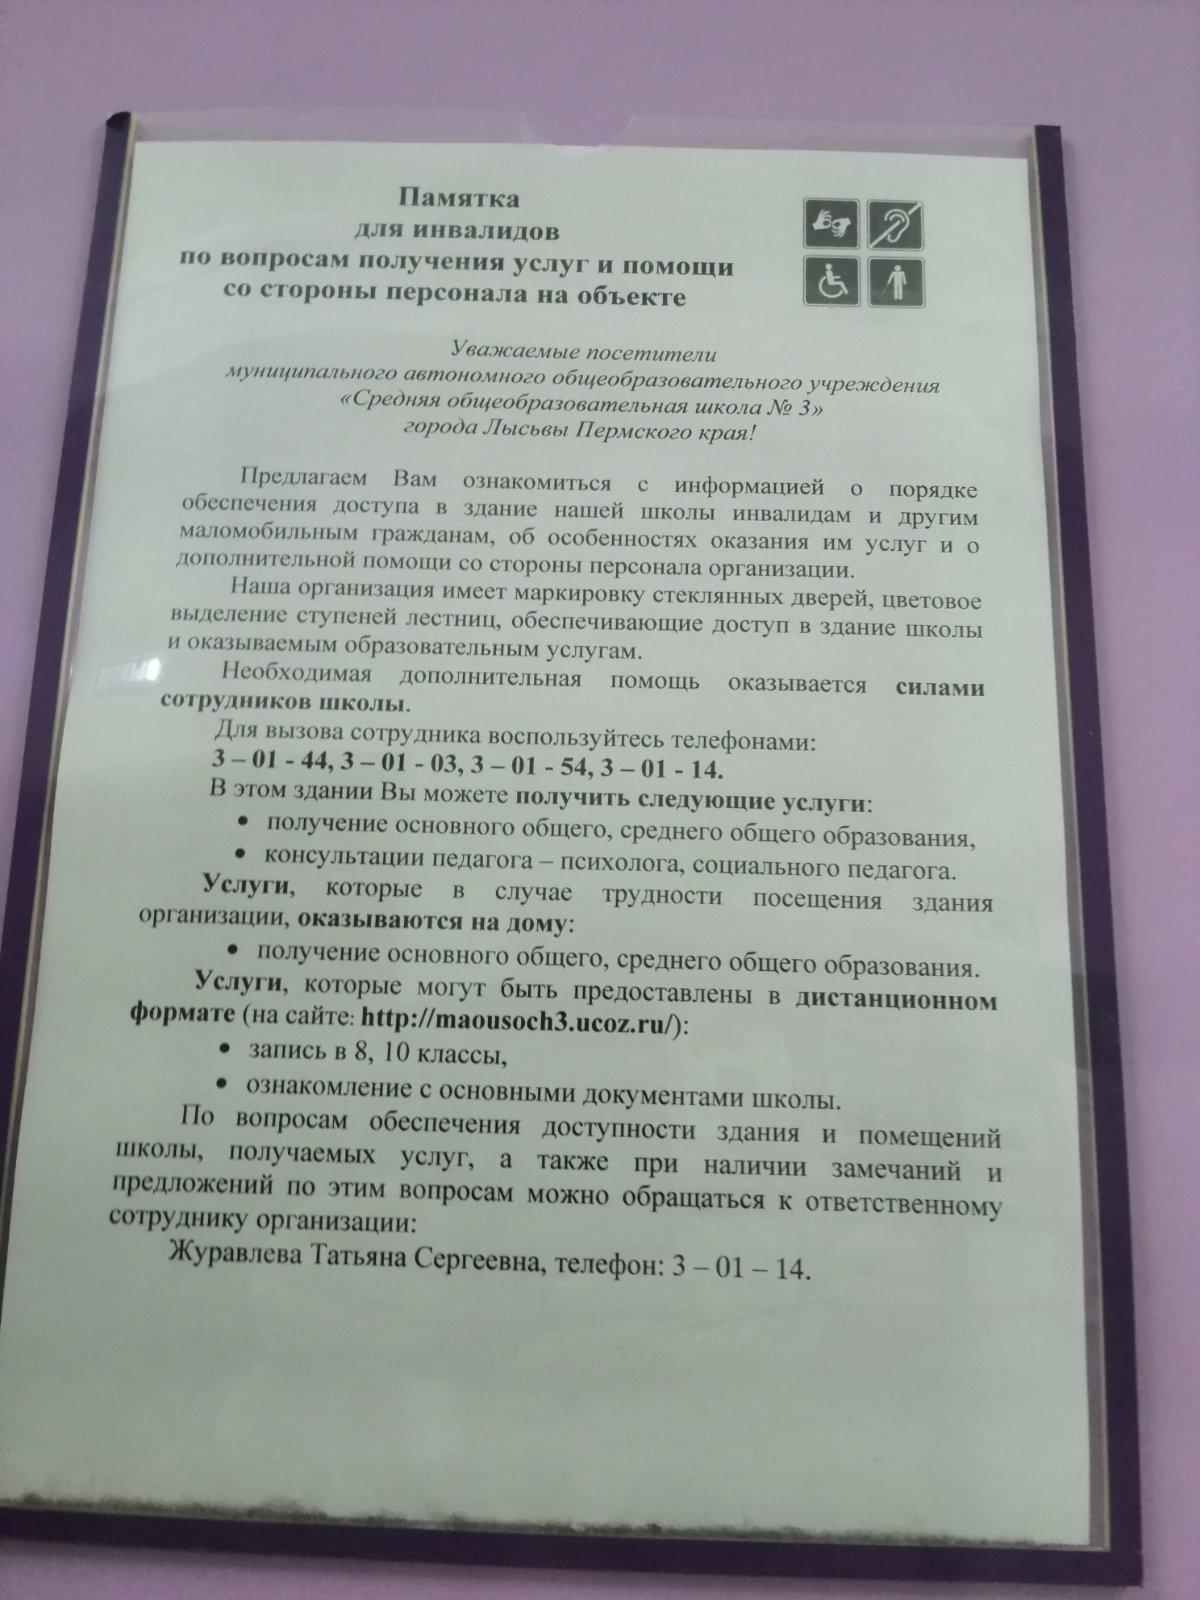 Памятка
для инвалидов
по вопросам получения услуг и помощи
со стороны персонала на объекте
Уважаемые посетители
муниципального автономного общеобразовательного учреждения
«Средняя общеобразовательная школа № 3»
города Лысьвы Пермского края!
Предлагаем Вам ознакомиться с информацией о порядке
обеспечения доступа в здание нашей школы инвалидам и другим
маломобильным гражданам, об особенностях оказания им услуг и о
дополнительной помощи со стороны персонала организации.
Наша организация имеет маркировку стеклянных дверей, цветовое
выделение ступеней лестниц, обеспечивающие доступ в здание школы
и оказываемым образовательным услугам.
Необходимая дополнительная помощь оказывается силами
сотрудников школы.
Для вызова сотрудника воспользуйтесь телефонами:
3 – 01 - 44, 3 – 01 - 03, 3 – 01 - 54, 3 – 01 - 14.
В этом здании Вы можете получить следующие услуги:
• получение основного общего, среднего общего образования,
• консультации педагога – психолога, социального педагога.
Услуги, которые в случае трудности посещения здания
организации, оказываются на дому:
• получение основного общего, среднего общего образования.
Услуги, которые могут быть предоставлены в дистанционном
формате (на сайте: http://maousoch3.ucoz.ru/):
• запись в 8, 10 классы,
• ознакомление с основными документами школы.
По вопросам обеспечения доступности здания и помещений
школы, получаемых услуг, а также при наличии замечаний и
предложений по этим вопросам можно обращаться к ответственному
сотруднику организации:
Журавлева Татьяна Сергеевна, телефон: 3 – 01 – 14.